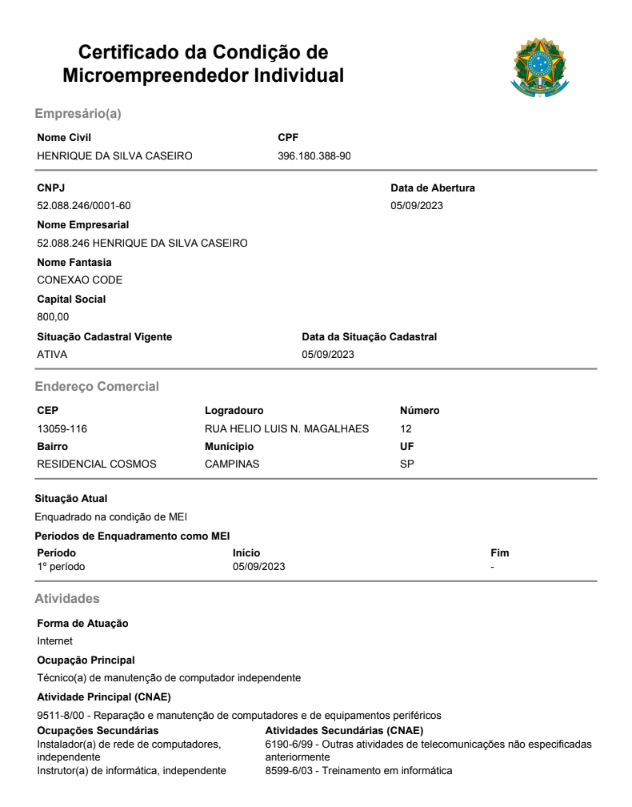 Certificado da Condição de
Microempreendedor Individual
Empresário(a)
Nome Civil CPF
HENRIQUE DA SILVA CASEIRO 396.180.388-90
CNPJ Data de Abertura
52.088.246/0001-60 05/09/2023
Nome Empresarial
52.088.246 HENRIQUE DA SILVA CASEIRO
Nome Fantasia
CONEXAO CODE
Capital Social
800,00
Situação Cadastral Vigente Data da Situação Cadastral
ATIVA 05/09/2023
Endereço Comercial
CEP Logradouro Número
13059-116 RUA HELIO LUIS N. MAGALHAES 12
Bairro Munícipio UF
RESIDENCIAL COSMOS CAMPINAS SP
Situação Atual
Enquadrado na condição de MEI
Períodos de Enquadramento como MEI
Período Início Fim
1º período 05/09/2023 -
Atividades
Forma de Atuação
Internet
Ocupação Principal
Técnico(a) de manutenção de computador independente
Atividade Principal (CNAE)
9511-8/00 - Reparação e manutenção de computadores e de equipamentos periféricos
Ocupações Secundárias Atividades Secundárias (CNAE)
Instalador(a) de rede de computadores, 6190-6/99 - Outras atividades de telecomunicações não especificadas
independente anteriormente
Instrutor(a) de informática, independente 8599-6/03 - Treinamento em informática